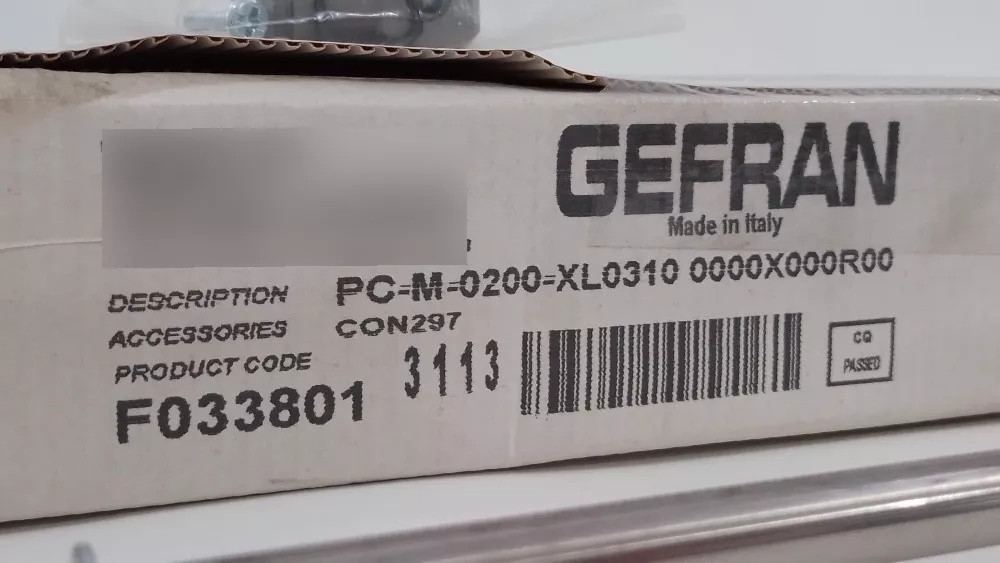 GEFRAN
Made in Italy
DESCRIPTION PC-M-0200-XL0310 0000X000R00
ACCESSORIES CON297
PRODUCT CODE
F033801
3113
CQ
PASSED